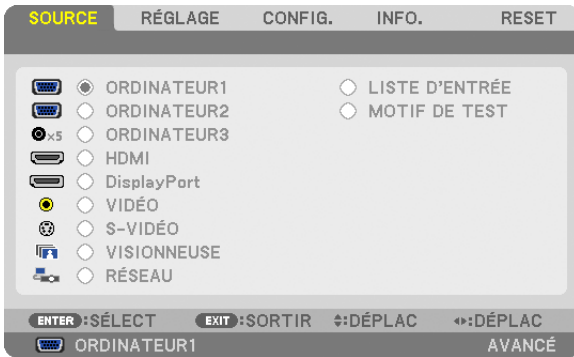 SOURCE RÉGLAGE CONFIG. INFO. RESET
ORDINATEUR1 LISTE D'ENTRÉE
ORDINATEUR2 MOTIF DE TEST
×5 ORDINATEUR3
HDMI
DisplayPort
VIDÉO
S-VIDÉO
VISIONNEUSE
RÉSEAU
ENTER :SÉLECT EXIT :SORTIR :DÉPLAC :DÉPLAC
ORDINATEUR1 AVANCÉ